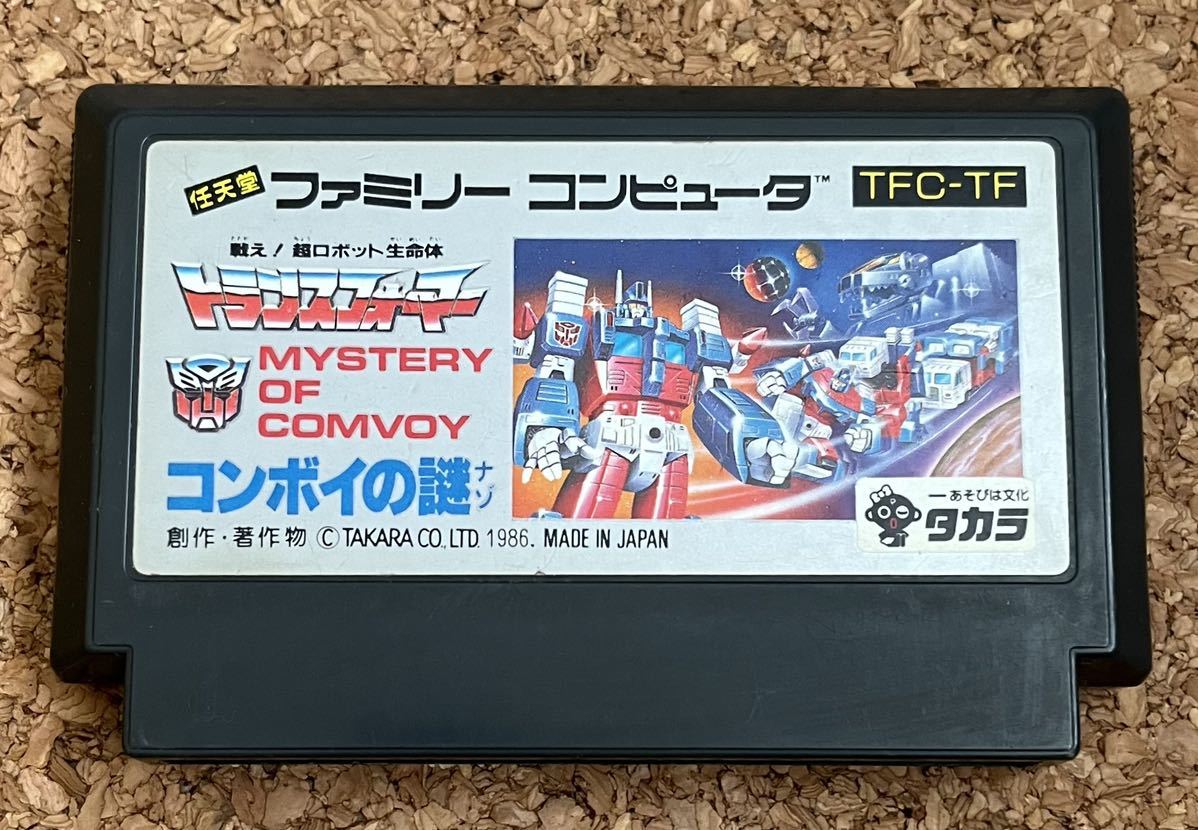 任天堂 ファミリー コンピュータ™ TFC-TF
戦え! 超ロボット生命体
トランスフォーマー
MYSTERY
OF
COMVOY
コンボイの謎 ナゾ
創作・著作物 © TAKARA CO., LTD. 1986. MADE IN JAPAN
あそびは文化
タカラ